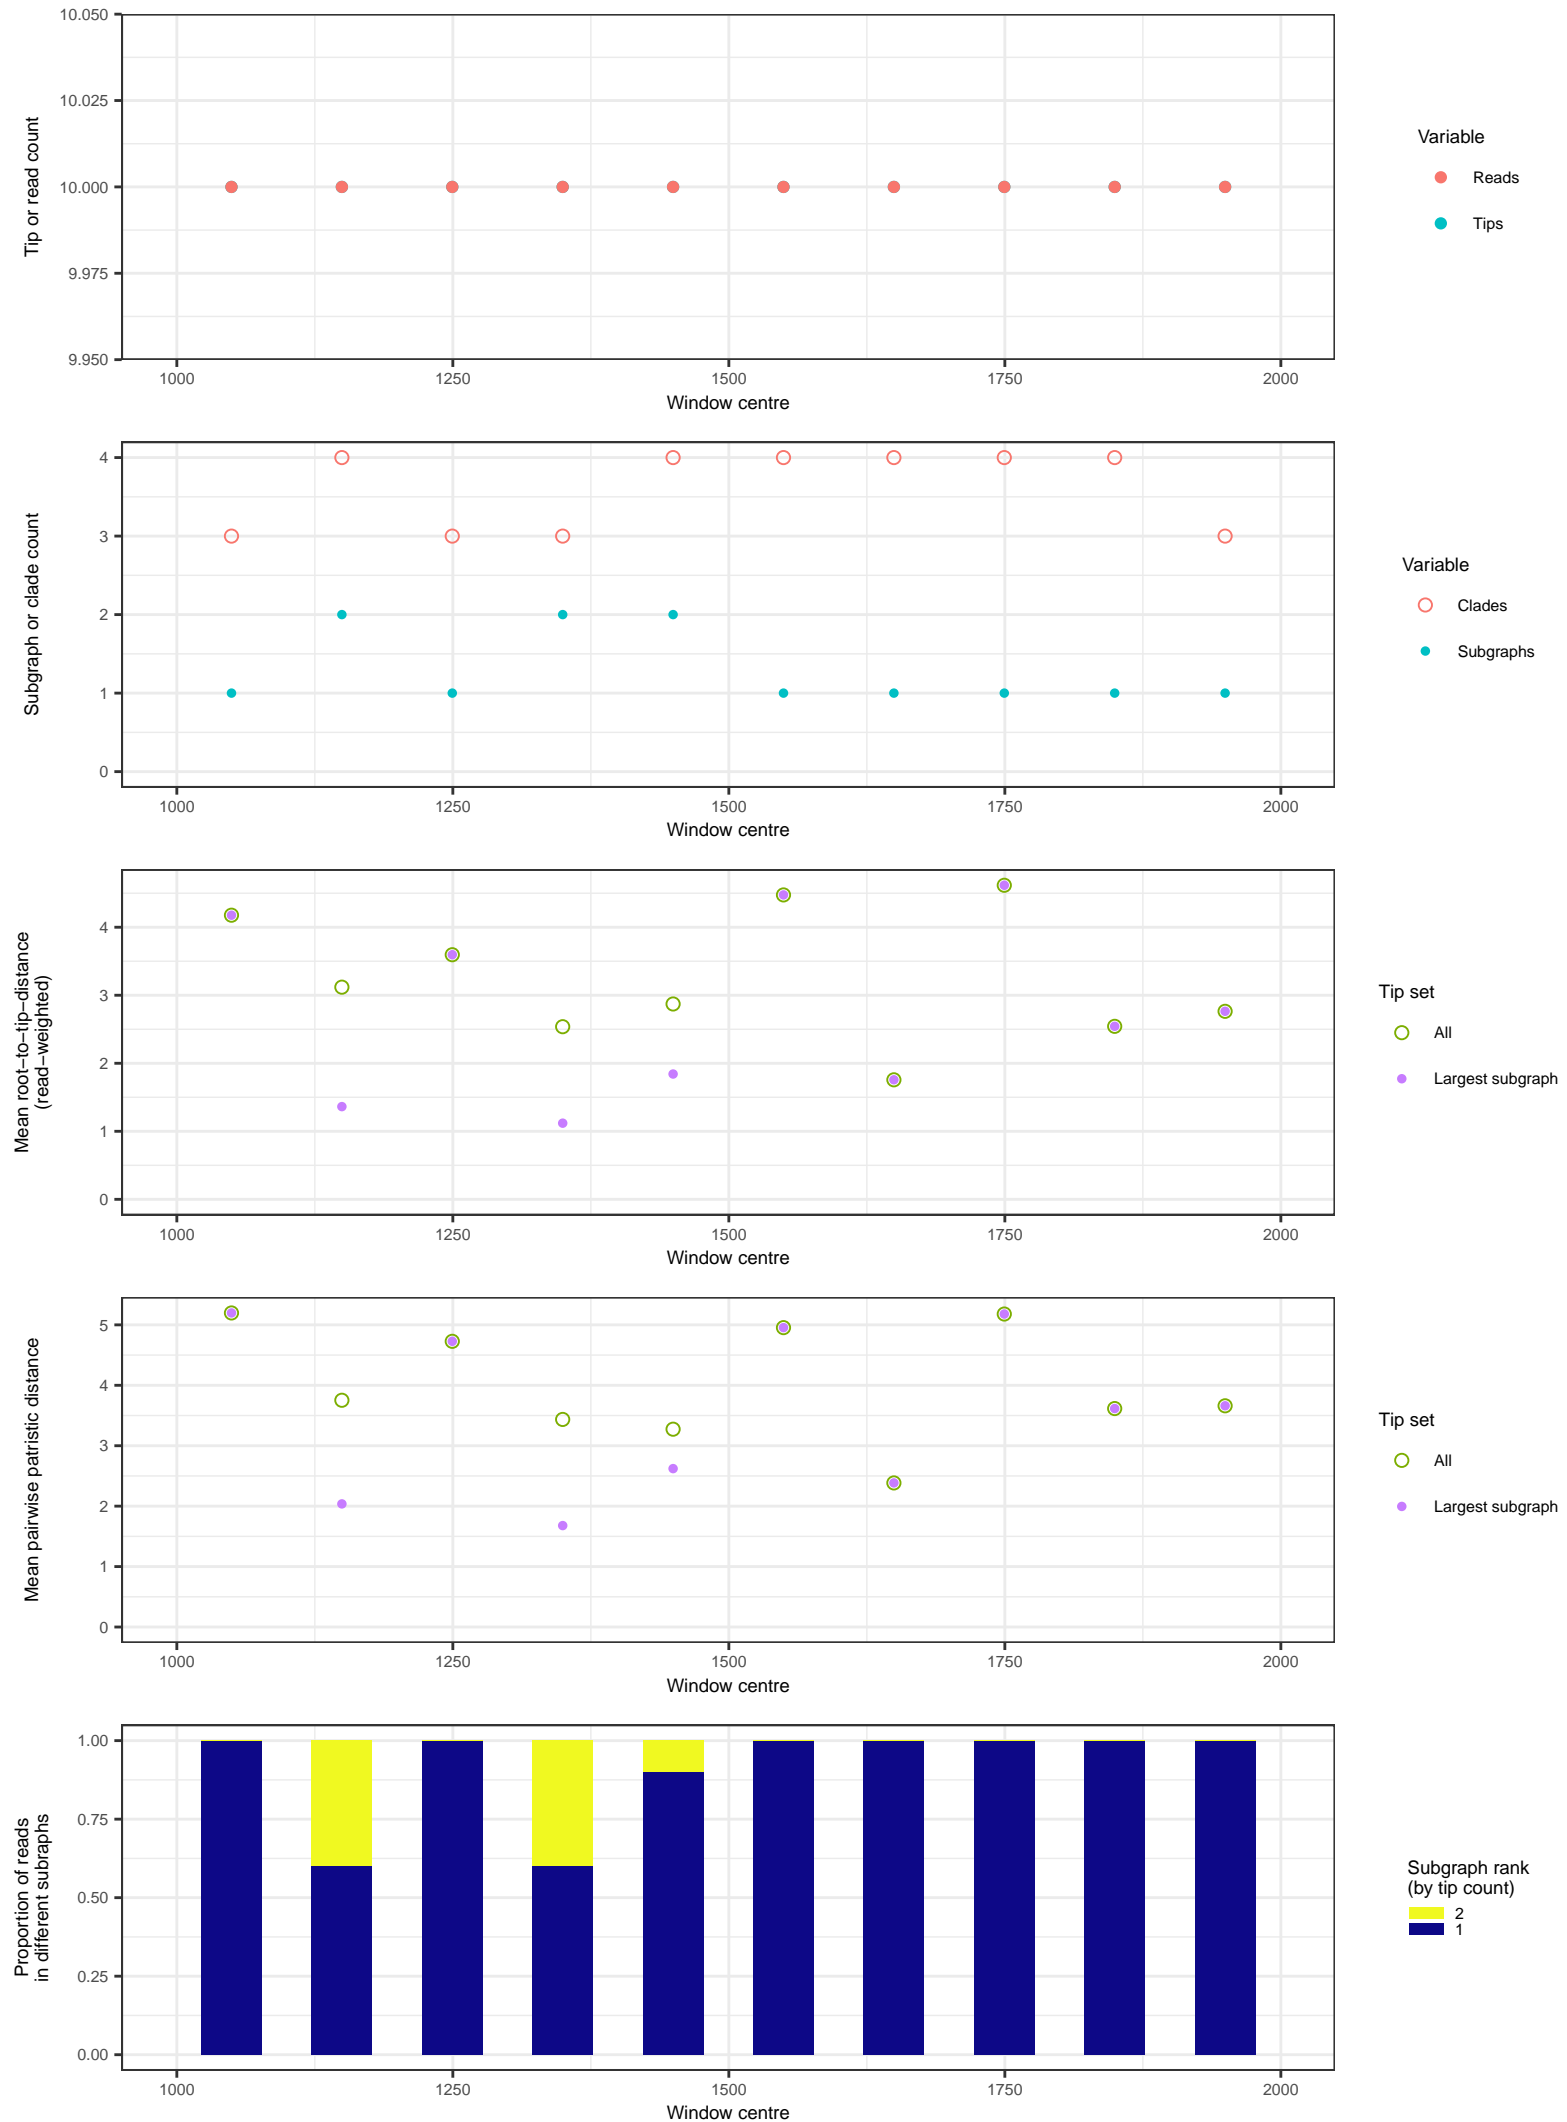 10.050
10.025
10.000
9.975
9.950
Tip or read count
1000 1250 1500 1750 2000
Window centre
Variable
Reads
Tips
4
3
2
1
0
Subgraph or clade count
1000 1250 1500 1750 2000
Window centre
Variable
Clades
Subgraphs
4
3
2
1
0
Mean root−to−tip−distance
(read−weighted)
1000 1250 1500 1750 2000
Window centre
Tip set
All
Largest subgraph
5
4
3
2
1
0
Mean pairwise patristic distance
1000 1250 1500 1750 2000
Window centre
Tip set
All
Largest subgraph
1.00
0.75
0.50
0.25
0.00
Proportion of reads
in different subraphs
1000 1250 1500 1750 2000
Window centre
Subgraph rank
(by tip count)
2
1